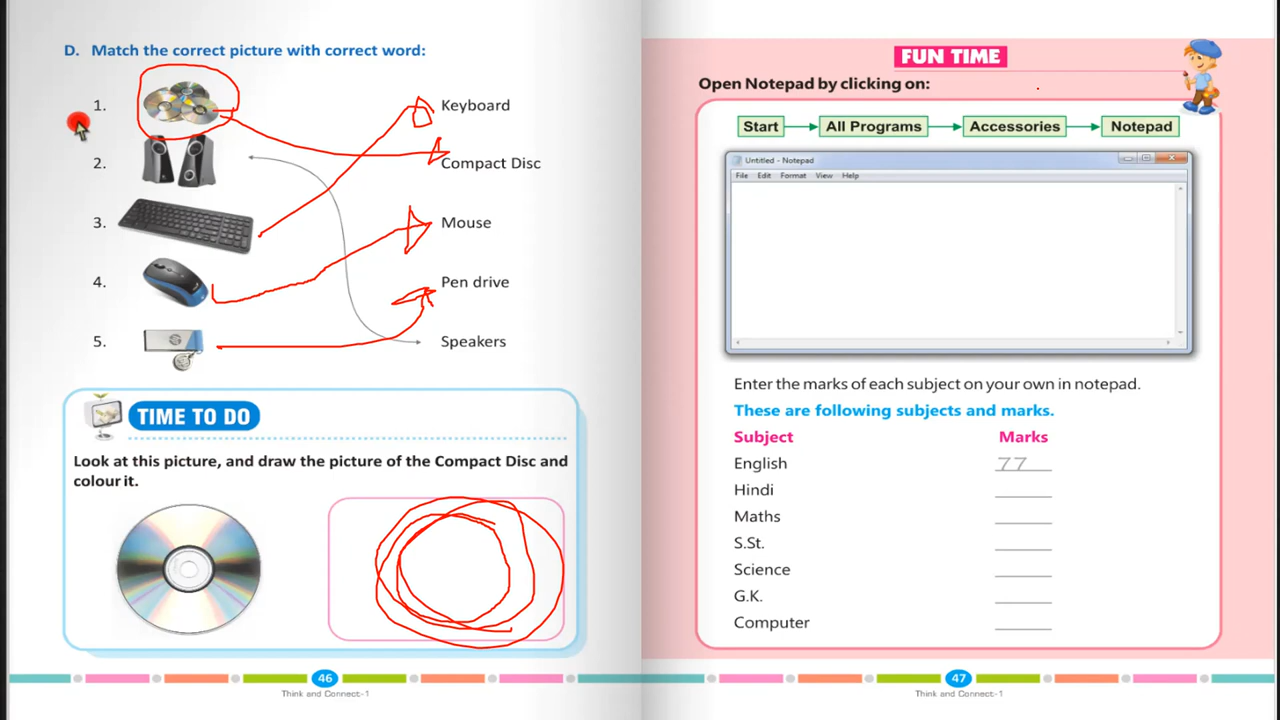 D. Match the correct picture with correct word:
1. Keyboard
2. Compact Disc
3. Mouse
4. Pen drive
5. Speakers
TIME TO DO
Look at this picture, and draw the picture of the Compact Disc and
colour it.
46
Think and Connect-1
FUN TIME
Open Notepad by clicking on:
Start All Programs Accessories Notepad
Untitled - Notepad
File Edit Format View Help
Enter the marks of each subject on your own in notepad.
These are following subjects and marks.
Subject Marks
English 77
Hindi
Maths
S.St.
Science
G.K.
Computer
47
Think and Connect-1